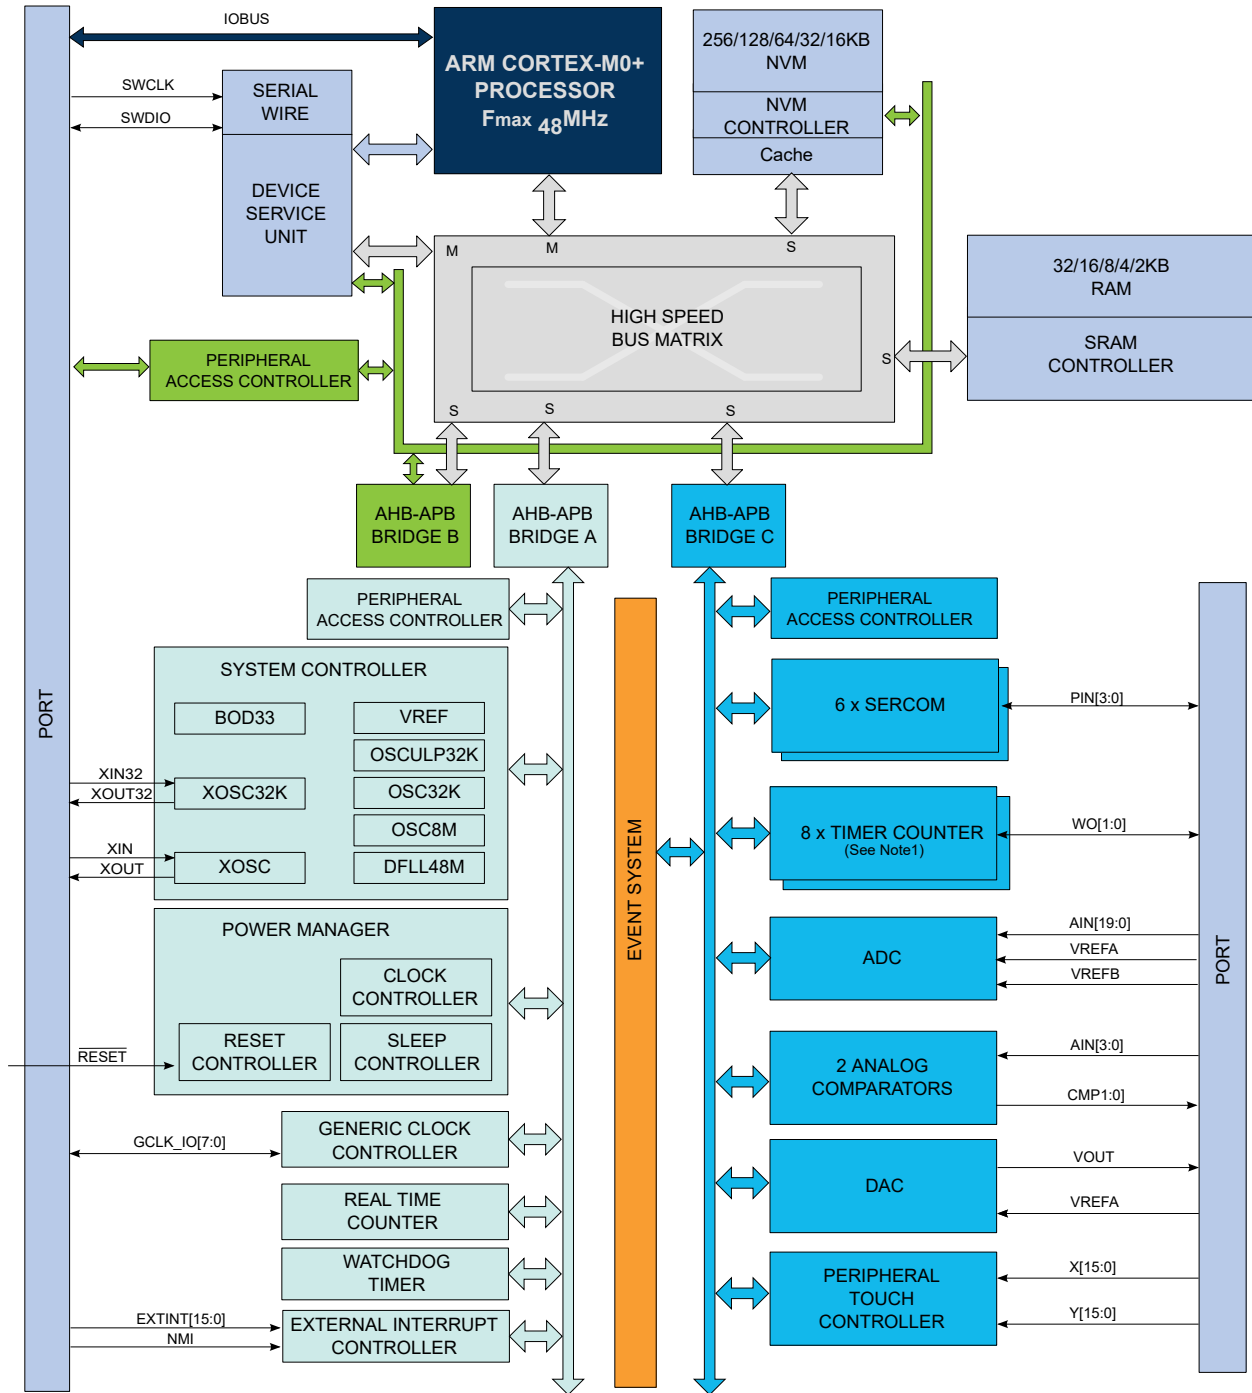 IOBUS
256/128/64/32/16KB
NVM
ARM CORTEX-M0+
PROCESSOR
Fmax 48MHz
SWCLK
SERIAL
WIRE
SWDIO
NVM
CONTROLLER
Cache
DEVICE
SERVICE
UNIT
M
M
S
32/16/8/4/2KB
RAM
HIGH SPEED
BUS MATRIX
S
SRAM
CONTROLLER
PERIPHERAL
ACCESS CONTROLLER
S
S
S
AHB-APB
BRIDGE B
AHB-APB
BRIDGE A
AHB-APB
BRIDGE C
PORT
PERIPHERAL
ACCESS CONTROLLER
PERIPHERAL
ACCESS CONTROLLER
SYSTEM CONTROLLER
BOD33
VREF
OSCULP32K
XIN32
XOUT32
XOSC32K
OSC32K
OSC8M
XIN
XOUT
XOSC
DFLL48M
EVENT SYSTEM
6 x SERCOM
PIN[3:0]
8 x TIMER COUNTER
(See Note1)
WO[1:0]
PORT
POWER MANAGER
CLOCK
CONTROLLER
RESET
RESET
CONTROLLER
SLEEP
CONTROLLER
ADC
AIN[19:0]
VREFA
VREFB
2 ANALOG
COMPARATORS
AIN[3:0]
CMP1:0]
GCLK_IO[7:0]
GENERIC CLOCK
CONTROLLER
DAC
VOUT
VREFA
REAL TIME
COUNTER
WATCHDOG
TIMER
EXTINT[15:0]
NMI
EXTERNAL INTERRUPT
CONTROLLER
PERIPHERAL
TOUCH
CONTROLLER
X[15:0]
Y[15:0]